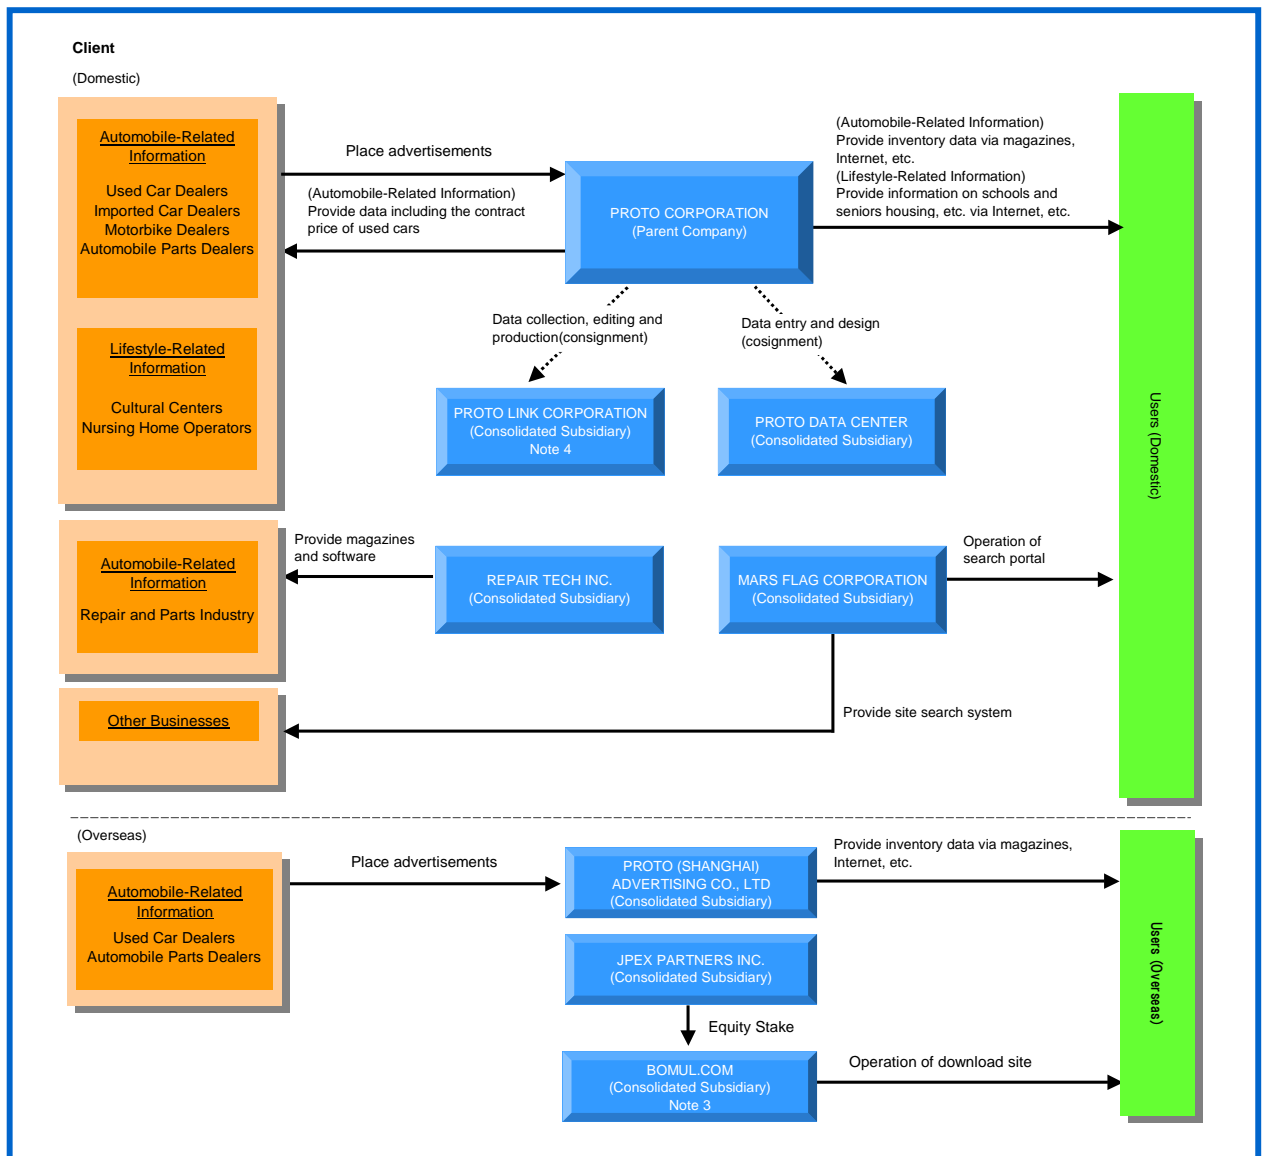 Client
(Domestic)
Automobile-Related
Information
Used Car Dealers
Imported Car Dealers
Motorbike Dealers
Automobile Parts Dealers
Lifestyle-Related
Information
Cultural Centers
Nursing Home Operators
Place advertisements
(Automobile-Related Information)
Provide data including the contract
price of used cars
PROTO CORPORATION
(Parent Company)
(Automobile-Related Information)
Provide inventory data via magazines,
Internet, etc.
(Lifestyle-Related Information)
Provide information on schools and
seniors housing, etc. via Internet, etc.
Data collection, editing and
production(consignment)
Data entry and design
(cosignment)
PROTO LINK CORPORATION
(Consolidated Subsidiary)
Note 4
PROTO DATA CENTER
(Consolidated Subsidiary)
Users (Domestic)
Automobile-Related
Information
Repair and Parts Industry
Provide magazines
and software
REPAIR TECH INC.
(Consolidated Subsidiary)
MARS FLAG CORPORATION
(Consolidated Subsidiary)
Operation of
search portal
Other Businesses
Provide site search system
(Overseas)
Automobile-Related
Information
Used Car Dealers
Automobile Parts Dealers
Place advertisements
PROTO (SHANGHAI)
ADVERTISING CO., LTD
(Consolidated Subsidiary)
Provide inventory data via magazines,
Internet, etc.
JPEX PARTNERS INC.
(Consolidated Subsidiary)
Equity Stake
BOMUL.COM
(Consolidated Subsidiary)
Note 3
Operation of download site
Users (Overseas)